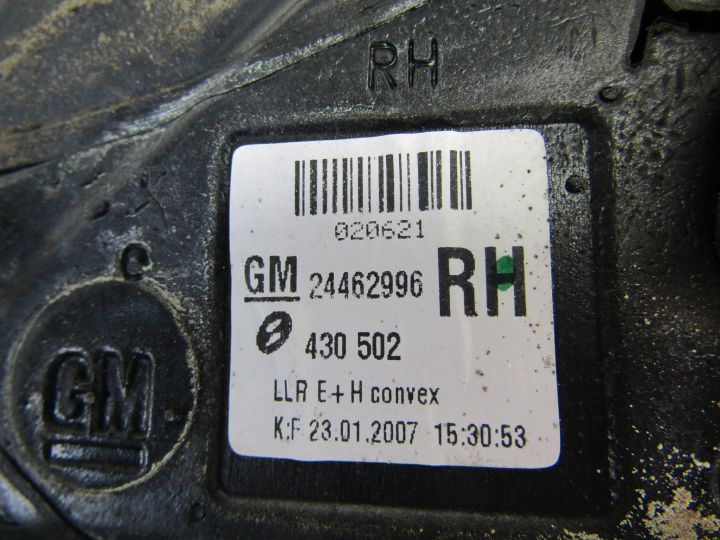 RH
020621
GM 24462996 RH
430 502
LLR E+H convex
K:F 23.01.2007 15:30:53
C
GM